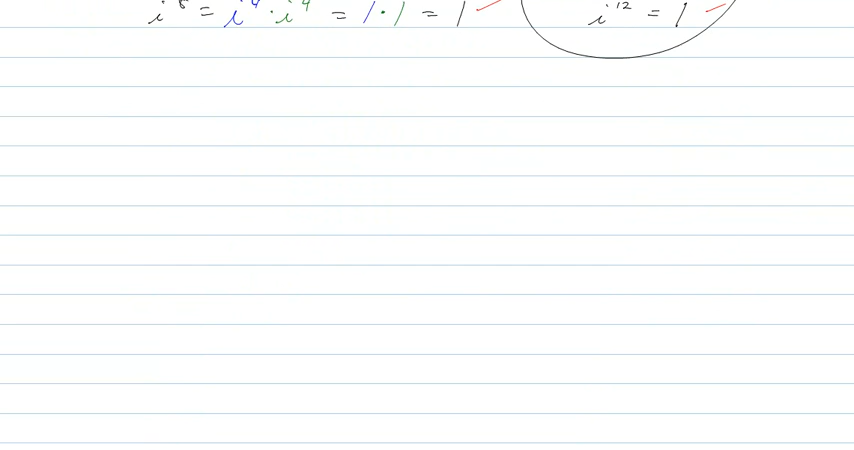 i⁸ = i⁴ · i⁴ = 1 · 1 = 1 ✓ i¹² = 1 ✓